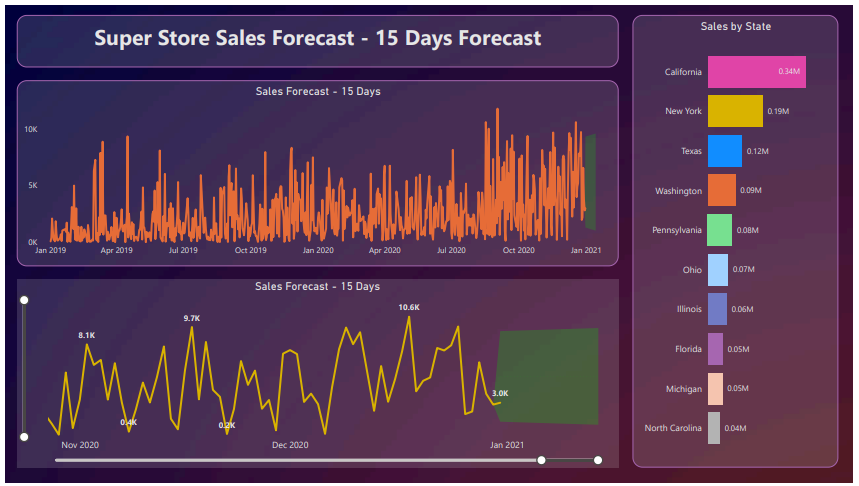 Super Store Sales Forecast - 15 Days Forecast
Sales Forecast - 15 Days
10K
5K
0K
Jan 2019 Apr 2019 Jul 2019 Oct 2019 Jan 2020 Apr 2020 Jul 2020 Oct 2020 Jan 2021
Sales Forecast - 15 Days
8.1K 9.7K 10.6K
3.0K
0.4K 0.2K
Nov 2020 Dec 2020 Jan 2021
Sales by State
California 0.34M
New York 0.19M
Texas 0.12M
Washington 0.09M
Pennsylvania 0.08M
Ohio 0.07M
Illinois 0.06M
Florida 0.05M
Michigan 0.05M
North Carolina 0.04M